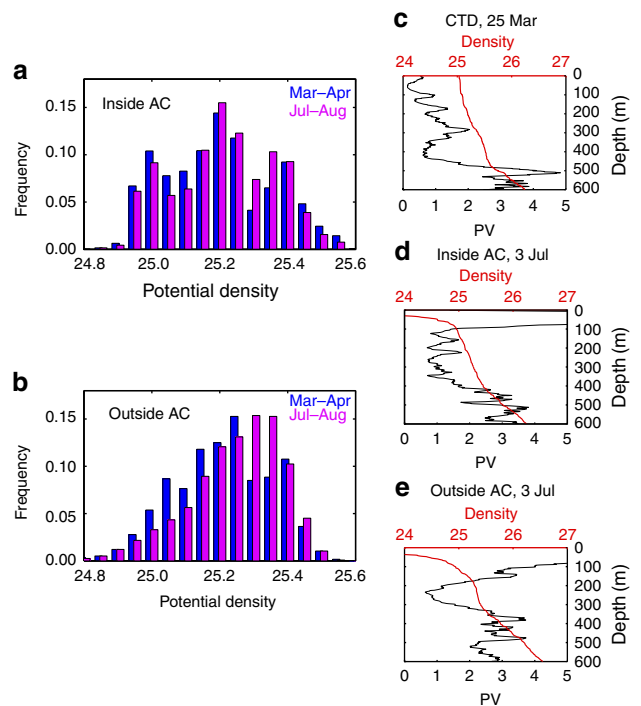 a
Inside AC
Mar–Apr
Jul–Aug
0.15
0.10
0.05
0.00
Frequency
24.8 25.0 25.2 25.4 25.6
Potential density
b
Outside AC
Mar–Apr
Jul–Aug
0.15
0.10
0.05
0.00
Frequency
24.8 25.0 25.2 25.4 25.6
Potential density
c
CTD, 25 Mar
Density
24 25 26 27
0
100
200
300
400
500
600
Depth (m)
0 1 2 3 4 5
PV
d
Inside AC, 3 Jul
Density
24 25 26 27
0
100
200
300
400
500
600
Depth (m)
0 1 2 3 4 5
PV
e
Outside AC, 3 Jul
Density
24 25 26 27
0
100
200
300
400
500
600
Depth (m)
0 1 2 3 4 5
PV